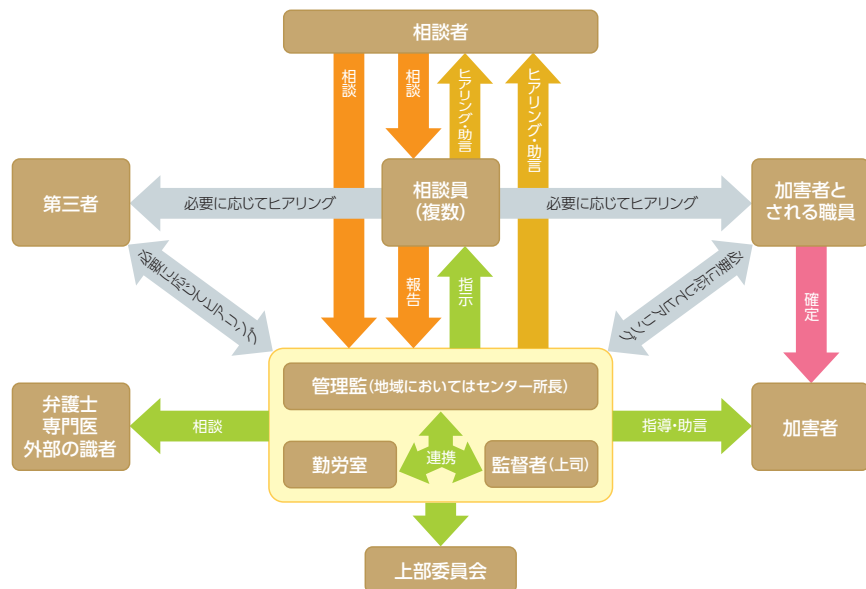 相談者
相談
相談
ヒアリング・助言
ヒアリング・助言
第三者
必要に応じてヒアリング
相談員
(複数)
必要に応じてヒアリング
加害者と
される職員
必要に応じてヒアリング
報告
指示
必要に応じてヒアリング
確定
管理監(地域においてはセンター所長)
弁護士
専門医
外部の識者
相談
勤労室
連携
監督者(上司)
指導・助言
加害者
上部委員会